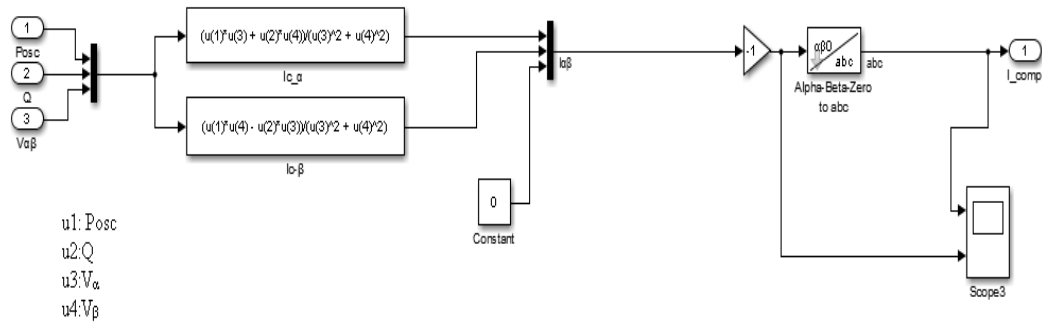 1
Posc
2
Q
3
Vαβ
(u(1)*u(3) + u(2)*u(4))/(u(3)^2 + u(4)^2)
Ic_α
(u(1)*u(4) - u(2)*u(3))/(u(3)^2 + u(4)^2)
Ic-β
0
Constant
Iαβ
-1
αβ0
abc
Alpha-Beta-Zero
to abc
abc
1
I_comp
Scope3
u1: Posc
u2:Q
u3:Vα
u4:Vβ